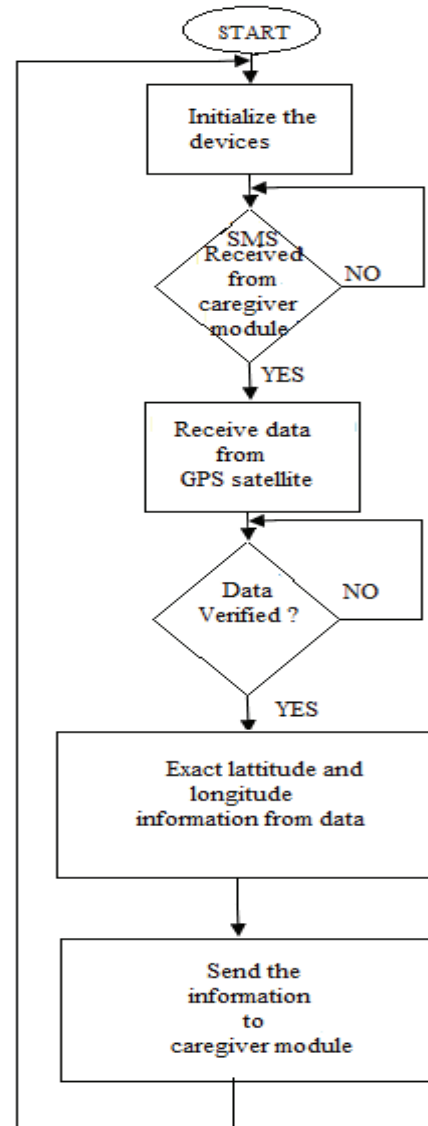 START
Initialize the
devices
SMS
Received
from
caregiver
module
NO
YES
Receive data
from
GPS satellite
Data
Verified ?
NO
YES
Exact lattitude and
longitude
information from data
Send the
information
to
caregiver module